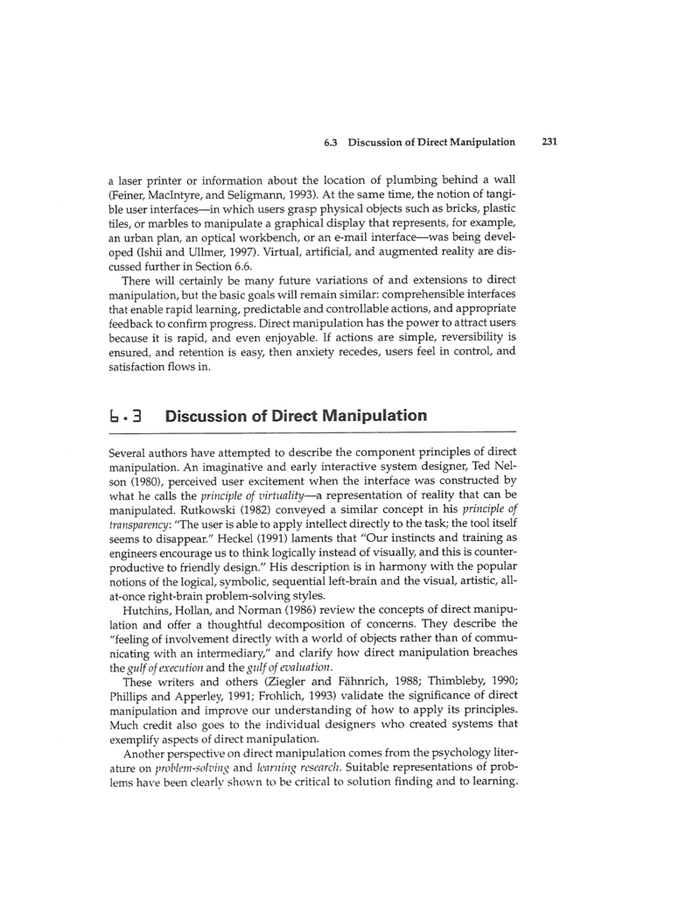 6.3 Discussion of Direct Manipulation 231
a laser printer or information about the location of plumbing behind a wall
(Feiner, MacIntyre, and Seligmann, 1993). At the same time, the notion of tangi-
ble user interfaces—in which users grasp physical objects such as bricks, plastic
tiles, or marbles to manipulate a graphical display that represents, for example,
an urban plan, an optical workbench, or an e-mail interface—was being devel-
oped (Ishii and Ullmer, 1997). Virtual, artificial, and augmented reality are dis-
cussed further in Section 6.6.
There will certainly be many future variations of and extensions to direct
manipulation, but the basic goals will remain similar: comprehensible interfaces
that enable rapid learning, predictable and controllable actions, and appropriate
feedback to confirm progress. Direct manipulation has the power to attract users
because it is rapid, and even enjoyable. If actions are simple, reversibility is
ensured, and retention is easy, then anxiety recedes, users feel in control, and
satisfaction flows in.
6.3 Discussion of Direct Manipulation
Several authors have attempted to describe the component principles of direct
manipulation. An imaginative and early interactive system designer, Ted Nel-
son (1980), perceived user excitement when the interface was constructed by
what he calls the principle of virtuality—a representation of reality that can be
manipulated. Rutkowski (1982) conveyed a similar concept in his principle of
transparency: "The user is able to apply intellect directly to the task; the tool itself
seems to disappear." Heckel (1991) laments that "Our instincts and training as
engineers encourage us to think logically instead of visually, and this is counter-
productive to friendly design." His description is in harmony with the popular
notions of the logical, symbolic, sequential left-brain and the visual, artistic, all-
at-once right-brain problem-solving styles.
Hutchins, Hollan, and Norman (1986) review the concepts of direct manipu-
lation and offer a thoughtful decomposition of concerns. They describe the
"feeling of involvement directly with a world of objects rather than of commu-
nicating with an intermediary," and clarify how direct manipulation breaches
the gulf of execution and the gulf of evaluation.
These writers and others (Ziegler and Fähnrich, 1988; Thimbleby, 1990;
Phillips and Apperley, 1991; Frohlich, 1993) validate the significance of direct
manipulation and improve our understanding of how to apply its principles.
Much credit also goes to the individual designers who created systems that
exemplify aspects of direct manipulation.
Another perspective on direct manipulation comes from the psychology liter-
ature on problem-solving and learning research. Suitable representations of prob-
lems have been clearly shown to be critical to solution finding and to learning.